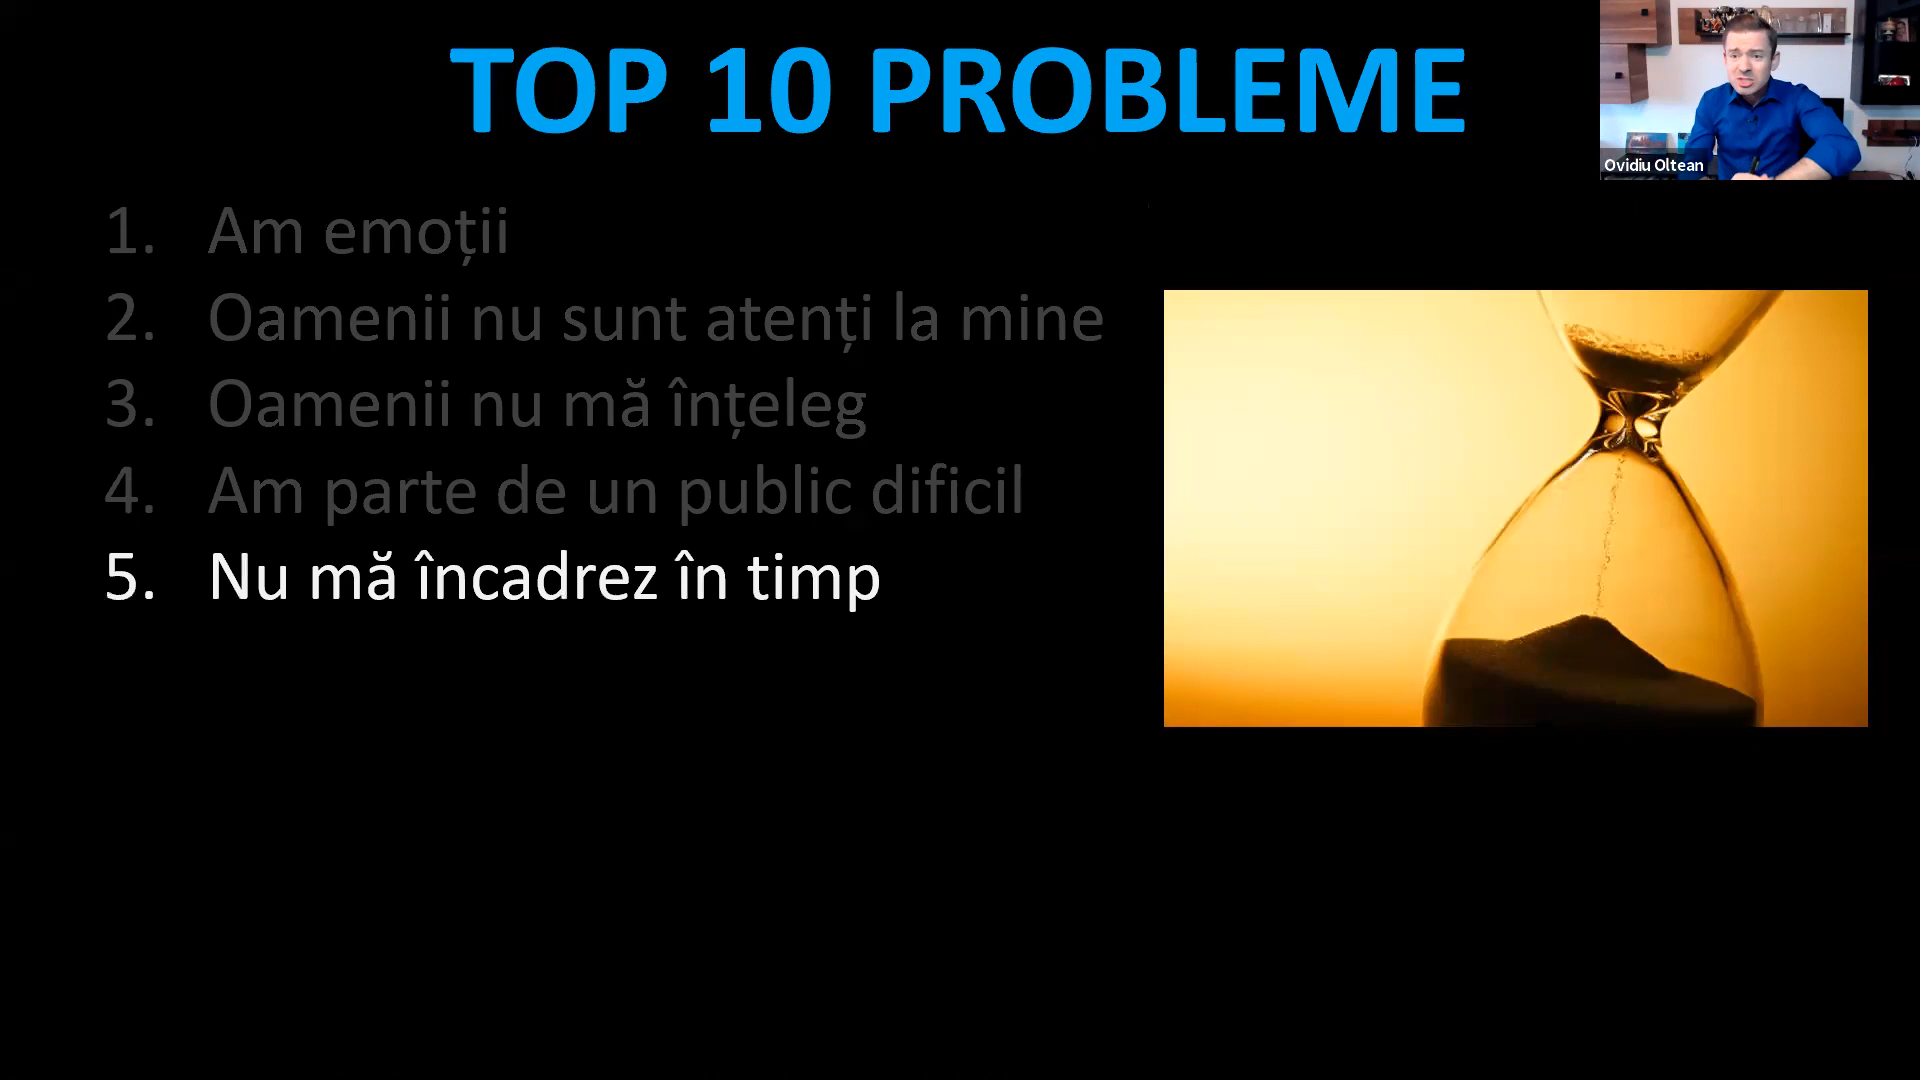 TOP 10 PROBLEME
Ovidiu Oltean
1. Am emoții
2. Oamenii nu sunt atenți la mine
3. Oamenii nu mă înțeleg
4. Am parte de un public dificil
5. Nu mă încadrez în timp